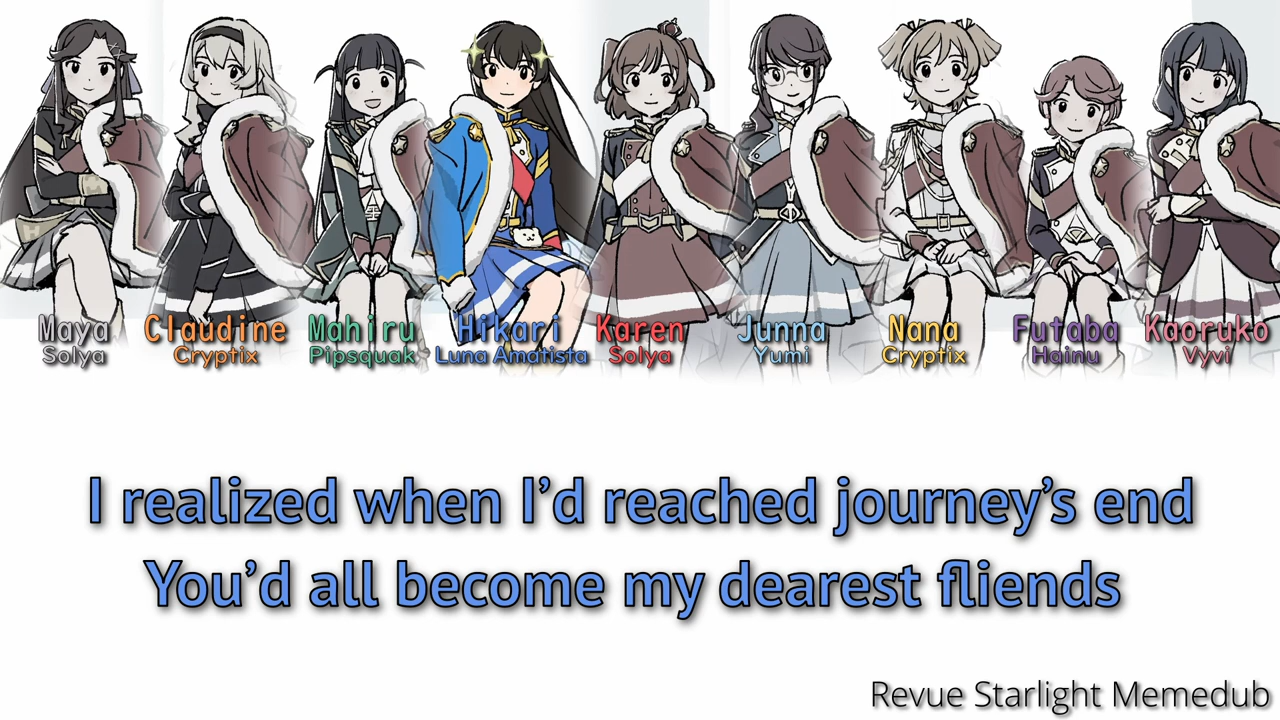 Maya Claudine Mahiru Hikari Karen Junna Nana Futaba Kaoruko
Solya Cryptix Pipsquak Luna Amatista Solya Yumi Cryptix Hainu Vyvi
I realized when I’d reached journey’s end
You’d all become my dearest fliends
Revue Starlight Memedub